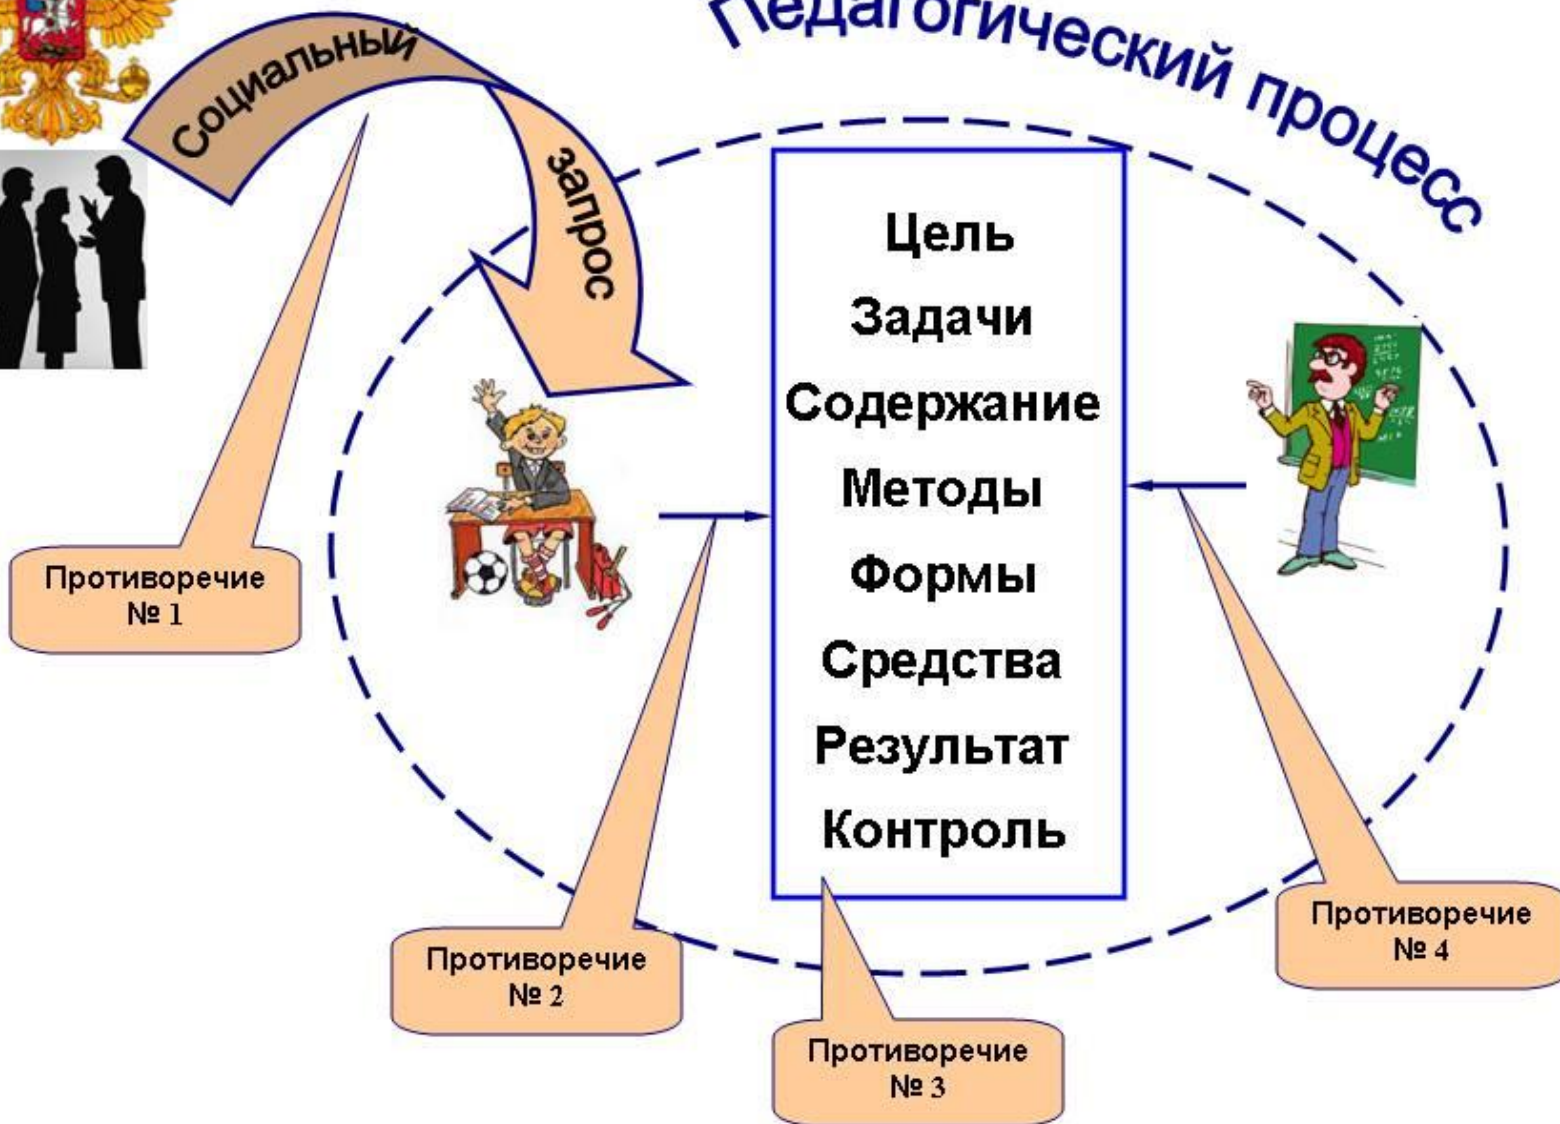 Педагогический процесс
Социальный
запрос
Цель
Задачи
Содержание
Методы
Формы
Средства
Результат
Контроль
Противоречие
№ 1
Противоречие
№ 2
Противоречие
№ 3
Противоречие
№ 4